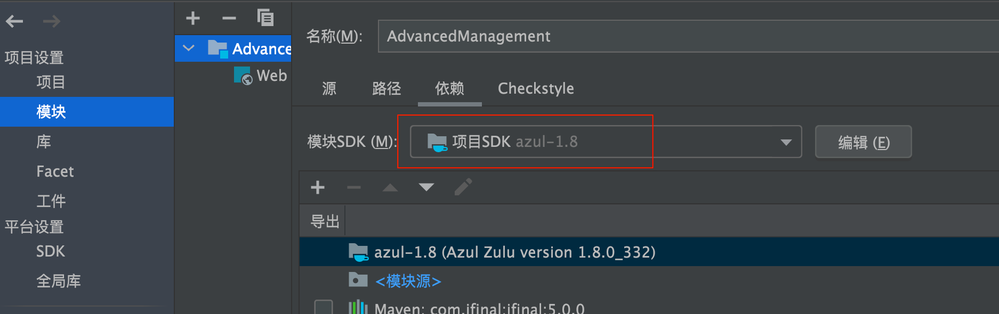 项目设置
项目
模块
库
Facet
工件
平台设置
SDK
全局库
Advance
Web
名称(M):
AdvancedManagement
源 路径 依赖 Checkstyle
模块SDK (M): 项目SDK azul-1.8 编辑 (E)
导出
azul-1.8 (Azul Zulu version 1.8.0_332)
<模块源>
Maven: com.jfinal:jfinal:5.0.0